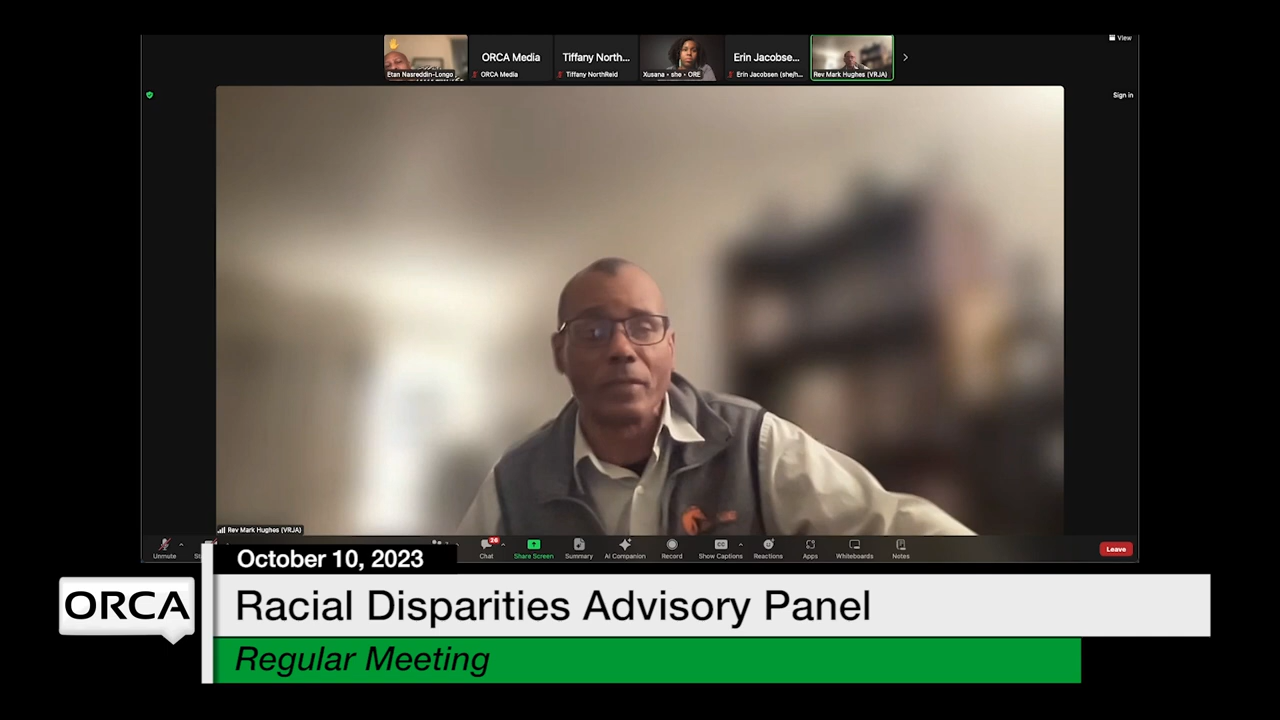 View
ORCA Media
Tiffany North...
Erin Jacobse...
Etan Nasreddin-Longo
ORCA Media
Tiffany NorthReid
Xusana - she - ORE
Erin Jacobsen (she/h...
Rev Mark Hughes (VRJA)
Sign in
Rev Mark Hughes (VRJA)
26
CC
Unmute
Chat
Share Screen
Summary
AI Companion
Record
Show Captions
Reactions
Apps
Whiteboards
Notes
Leave
October 10, 2023
ORCA
Racial Disparities Advisory Panel
Regular Meeting